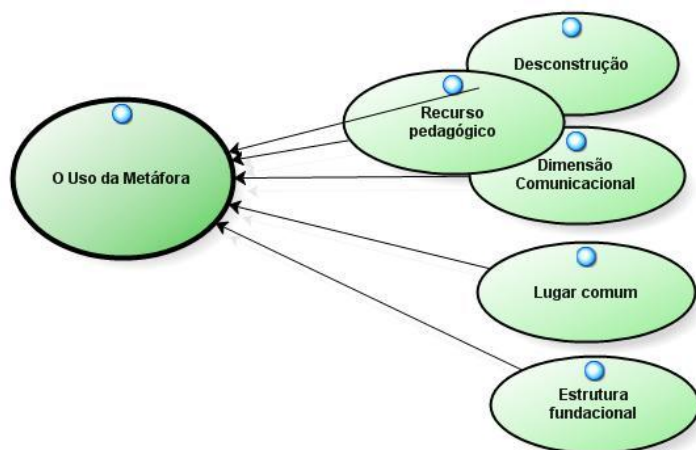 Desconstrução
Recurso
pedagógico
O Uso da Metáfora
Dimensão
Comunicacional
Lugar comum
Estrutura
fundacional